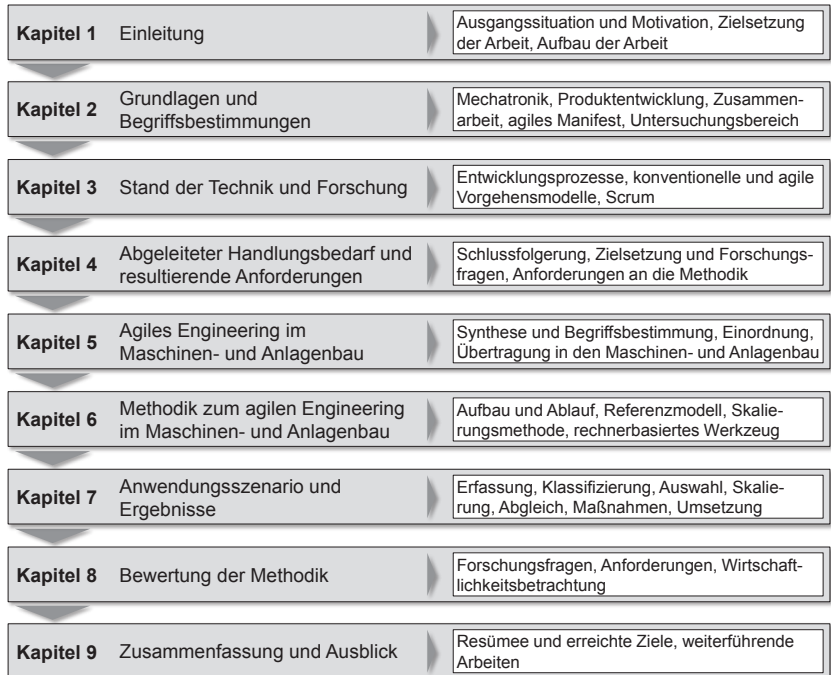 Kapitel 1 Einleitung
Ausgangssituation und Motivation, Zielsetzung
der Arbeit, Aufbau der Arbeit
Kapitel 2 Grundlagen und
Begriffsbestimmungen
Mechatronik, Produktentwicklung, Zusammen-
arbeit, agiles Manifest, Untersuchungsbereich
Kapitel 3 Stand der Technik und Forschung
Entwicklungsprozesse, konventionelle und agile
Vorgehensmodelle, Scrum
Kapitel 4 Abgeleiteter Handlungsbedarf und
resultierende Anforderungen
Schlussfolgerung, Zielsetzung und Forschungs-
fragen, Anforderungen an die Methodik
Kapitel 5 Agiles Engineering im
Maschinen- und Anlagenbau
Synthese und Begriffsbestimmung, Einordnung,
Übertragung in den Maschinen- und Anlagenbau
Kapitel 6 Methodik zum agilen Engineering
im Maschinen- und Anlagenbau
Aufbau und Ablauf, Referenzmodell, Skalie-
rungsmethode, rechnerbasiertes Werkzeug
Kapitel 7 Anwendungsszenario und
Ergebnisse
Erfassung, Klassifizierung, Auswahl, Skalie-
rung, Abgleich, Maßnahmen, Umsetzung
Kapitel 8 Bewertung der Methodik
Forschungsfragen, Anforderungen, Wirtschaft-
lichkeitsbetrachtung
Kapitel 9 Zusammenfassung und Ausblick
Resümee und erreichte Ziele, weiterführende
Arbeiten